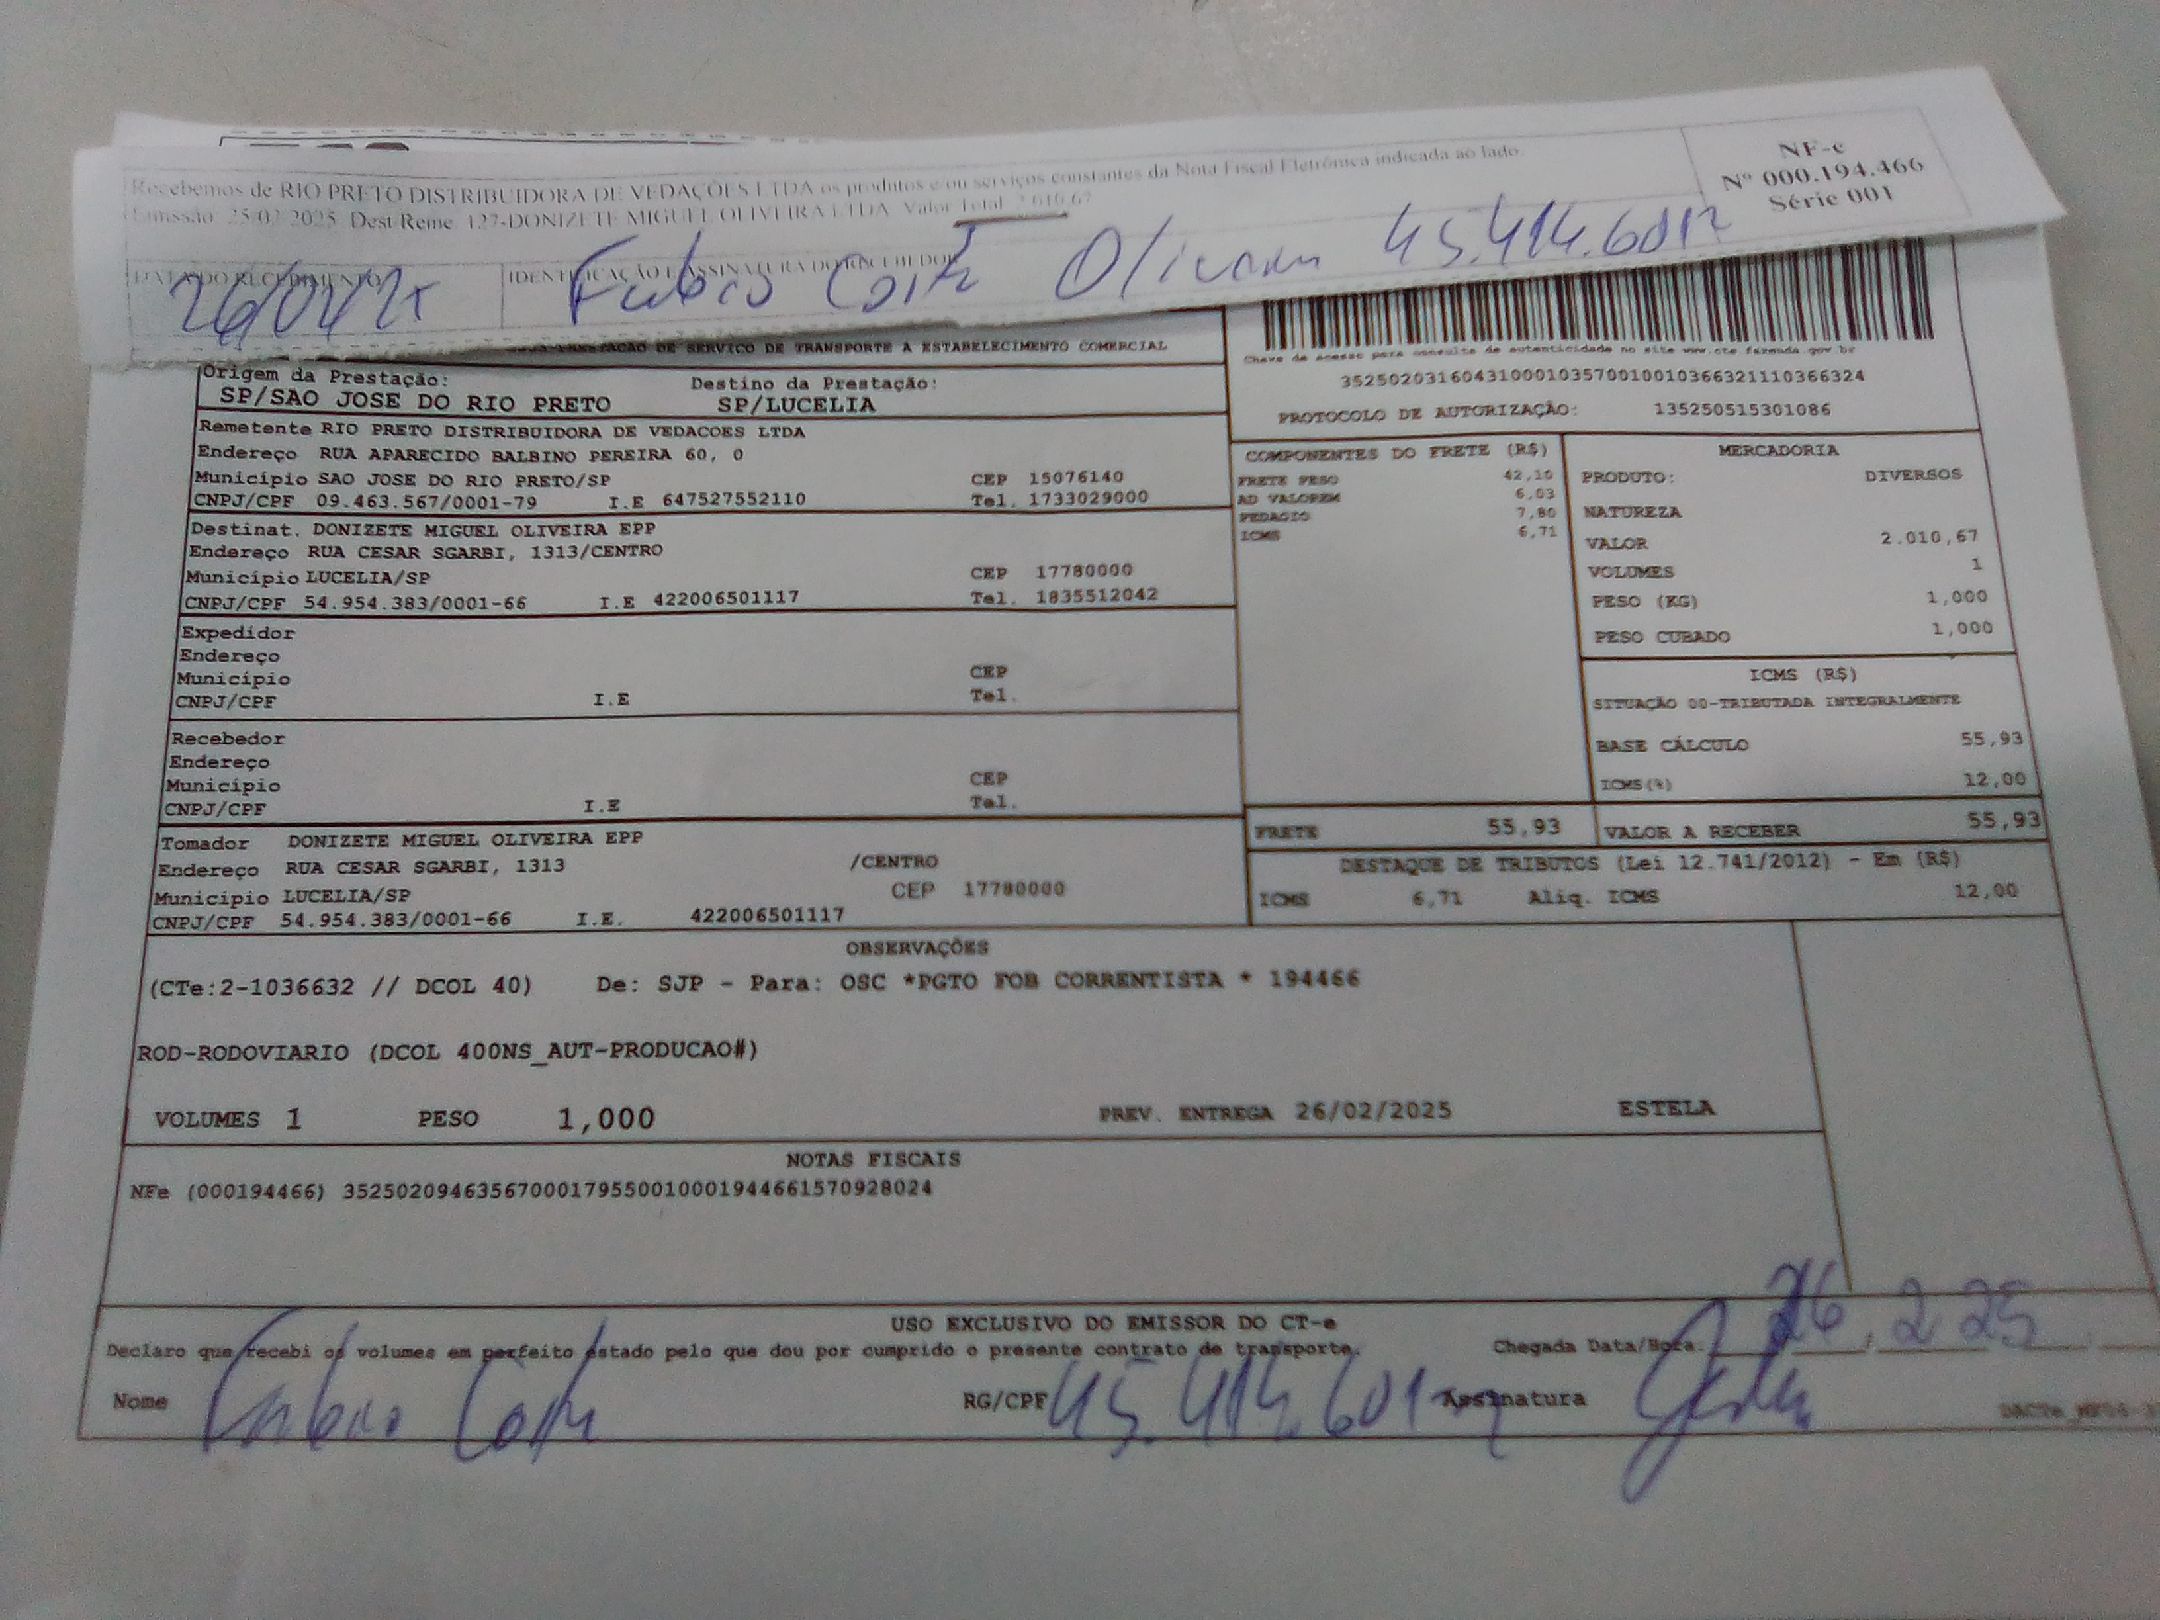 Recebemos de RIO PRETO DISTRIBUIDORA DE VEDAÇÕES LTDA os produtos e/ou serviços constantes da Nota Fiscal Eletrônica indicada ao lado.
Emissão: 25/02/2025 Dest/Reme: 127-DONIZETE MIGUEL OLIVEIRA LTDA Valor Total: 2.010,67
NF-e
Nº 000.194.466
Série 001
DATA DO RECEBIMENTO
IDENTIFICAÇÃO E ASSINATURA DO RECEBEDOR
Fabio Costa 45.414.601
PRESTACAO DE SERVICO DE TRANSPORTE A ESTABELECIMENTO COMERCIAL
Origem da Prestação: Destino da Prestação:
SP/SAO JOSE DO RIO PRETO SP/LUCELIA
Remetente RIO PRETO DISTRIBUIDORA DE VEDACOES LTDA
Endereço RUA APARECIDO BALBINO PEREIRA 60, 0
Município SAO JOSE DO RIO PRETO/SP CEP 15076140
CNPJ/CPF 09.463.567/0001-79 I.E 647527552110 Tel. 1733029000
Destinat. DONIZETE MIGUEL OLIVEIRA EPP
Endereço RUA CESAR SGARBI, 1313/CENTRO
Município LUCELIA/SP CEP 17780000
CNPJ/CPF 54.954.383/0001-66 I.E 422006501117 Tel. 1835512042
Expedidor
Endereço
Município CEP
CNPJ/CPF I.E Tel.
Recebedor
Endereço
Município CEP
CNPJ/CPF I.E Tel.
Tomador DONIZETE MIGUEL OLIVEIRA EPP
Endereço RUA CESAR SGARBI, 1313 /CENTRO
Município LUCELIA/SP CEP 17780000
CNPJ/CPF 54.954.383/0001-66 I.E. 422006501117
Chave de acesso para consulta de autenticidade no site www.cte.fazenda.gov.br
35250203160431000103570010010366321110366324
PROTOCOLO DE AUTORIZAÇÃO: 135250515301086
COMPONENTES DO FRETE (R$)
FRETE PESO 42,10
AD VALOREM 6,03
PEDAGIO 7,80
ICMS 6,71
MERCADORIA
PRODUTO: DIVERSOS
NATUREZA
VALOR 2.010,67
VOLUMES 1
PESO (KG) 1,000
PESO CUBADO 1,000
ICMS (R$)
SITUAÇÃO 00-TRIBUTADA INTEGRALMENTE
BASE CÁLCULO 55,93
ICMS(%) 12,00
FRETE 55,93 VALOR A RECEBER 55,93
DESTAQUE DE TRIBUTOS (Lei 12.741/2012) - Em (R$)
ICMS 6,71 Aliq. ICMS 12,00
OBSERVAÇÕES
(CTe:2-1036632 // DCOL 40) De: SJP - Para: OSC *PGTO FOB CORRENTISTA * 194466
ROD-RODOVIARIO (DCOL 400NS_AUT-PRODUCAO#)
VOLUMES 1 PESO 1,000 PREV. ENTREGA 26/02/2025 ESTELA
NOTAS FISCAIS
NFe (000194466) 35250209463567000179550010001944661570928024
USO EXCLUSIVO DO EMISSOR DO CT-e
Declaro que recebi os volumes em perfeito estado pelo que dou por cumprido o presente contrato de transporte. Chegada Data/Hora: 26 2 25
Nome Fabio Costa RG/CPF 45.414.601 Assinatura